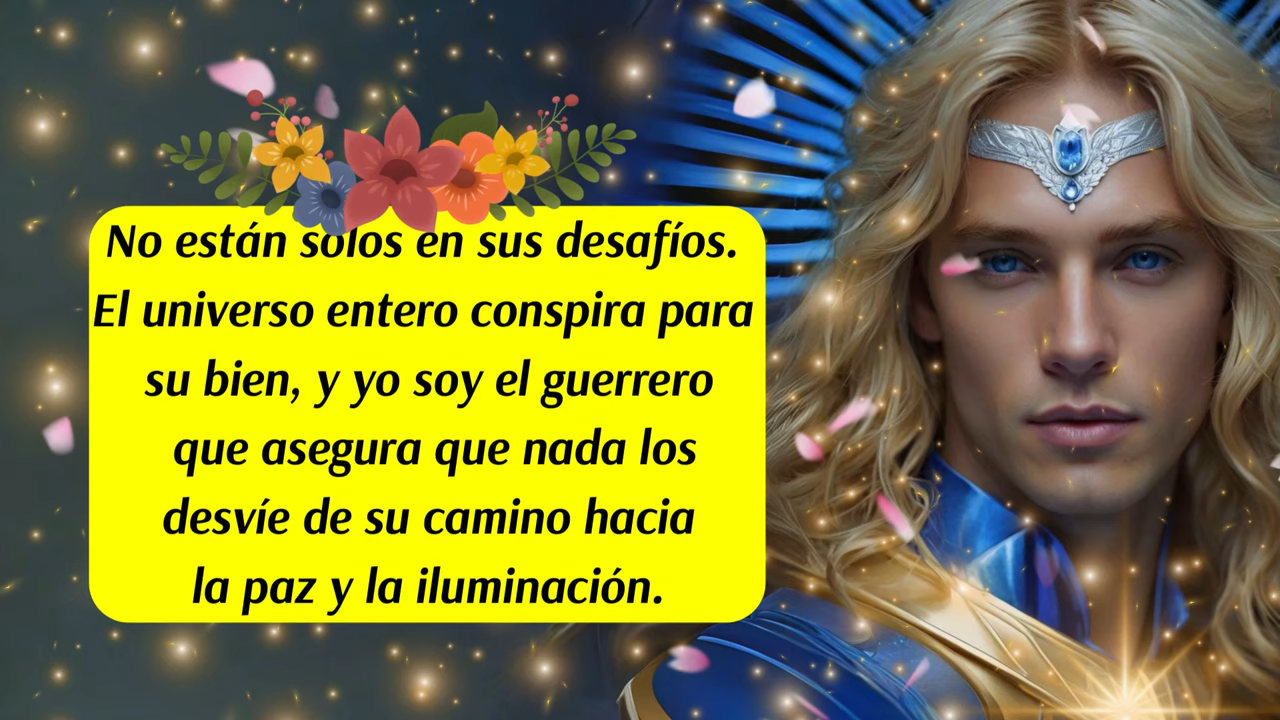 No están solos en sus desafíos.
El universo entero conspira para
su bien, y yo soy el guerrero
que asegura que nada los
desvíe de su camino hacia
la paz y la iluminación.